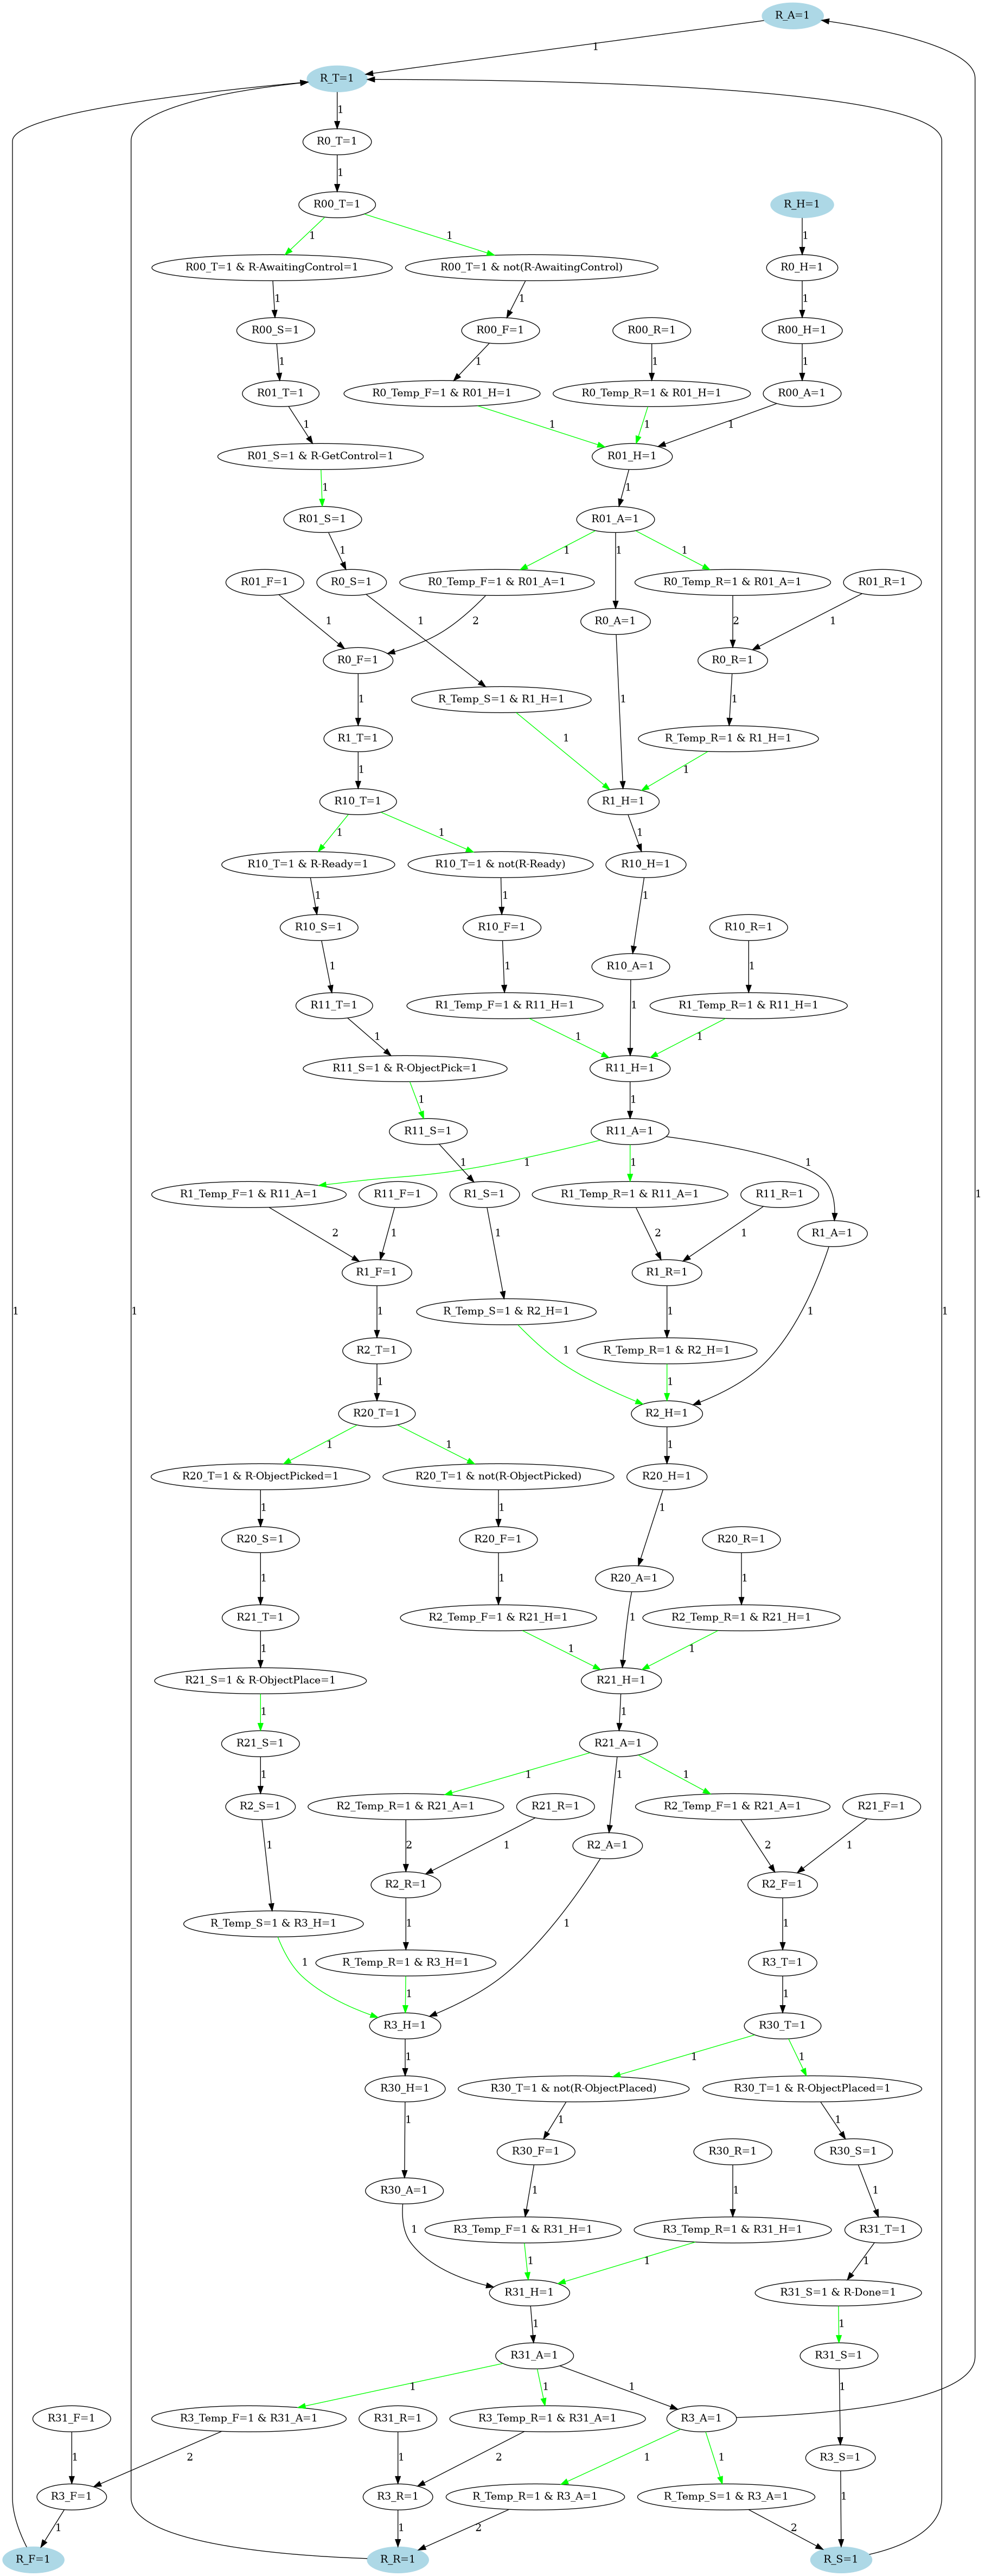 R_A=1
1
R_T=1
1
R0_T=1
1
R00_T=1
R_H=1
1
1
1
R00_T=1 & R-AwaitingControl=1
R00_T=1 & not(R-AwaitingControl)
R0_H=1
1
1
1
R00_S=1
R00_F=1
R00_R=1
R00_H=1
1
1
1
1
R01_T=1
R0_Temp_F=1 & R01_H=1
R0_Temp_R=1 & R01_H=1
R00_A=1
1
1
1
1
R01_S=1 & R-GetControl=1
R01_H=1
1
1
R01_S=1
R01_A=1
1
1
1
1
R01_F=1
R0_S=1
R0_Temp_F=1 & R01_A=1
R0_Temp_R=1 & R01_A=1
R01_R=1
R0_A=1
1
1
2
2
1
R0_F=1
R0_R=1
R_Temp_S=1 & R1_H=1
1
1
1
R1_T=1
R_Temp_R=1 & R1_H=1
1
1
1
R10_T=1
R1_H=1
1
1
1
R10_T=1 & R-Ready=1
R10_T=1 & not(R-Ready)
R10_H=1
1
1
1
R10_S=1
R10_F=1
R10_R=1
1
1
1
R10_A=1
R11_T=1
R1_Temp_F=1 & R11_H=1
R1_Temp_R=1 & R11_H=1
1
1
1
1
R11_S=1 & R-ObjectPick=1
R11_H=1
1
1
R11_S=1
R11_A=1
1
1
1
1
R1_Temp_F=1 & R11_A=1
R11_F=1
R1_S=1
R1_Temp_R=1 & R11_A=1
R11_R=1
R1_A=1
2
1
1
2
1
R1_F=1
R1_R=1
R_Temp_S=1 & R2_H=1
1
1
1
1
1
1
R2_T=1
R_Temp_R=1 & R2_H=1
1
1
1
R20_T=1
R2_H=1
1
1
1
R20_T=1 & R-ObjectPicked=1
R20_T=1 & not(R-ObjectPicked)
R20_H=1
1
1
1
R20_S=1
R20_F=1
R20_R=1
R20_A=1
1
1
1
R21_T=1
R2_Temp_F=1 & R21_H=1
R2_Temp_R=1 & R21_H=1
1
1
1
1
R21_S=1 & R-ObjectPlace=1
R21_H=1
1
1
R21_S=1
R21_A=1
1
1
1
1
R2_S=1
R2_Temp_R=1 & R21_A=1
R21_R=1
R2_Temp_F=1 & R21_A=1
R21_F=1
R2_A=1
1
2
1
2
1
R2_R=1
R2_F=1
R_Temp_S=1 & R3_H=1
1
1
1
R_Temp_R=1 & R3_H=1
R3_T=1
1
1
1
R3_H=1
R30_T=1
1
1
1
R30_H=1
R30_T=1 & not(R-ObjectPlaced)
R30_T=1 & R-ObjectPlaced=1
1
1
1
R30_F=1
R30_R=1
R30_S=1
R30_A=1
1
1
1
R3_Temp_F=1 & R31_H=1
R3_Temp_R=1 & R31_H=1
R31_T=1
1
1
1
1
R31_H=1
R31_S=1 & R-Done=1
1
1
R31_A=1
R31_S=1
1
1
1
1
R31_F=1
R3_Temp_F=1 & R31_A=1
R31_R=1
R3_Temp_R=1 & R31_A=1
R3_A=1
R3_S=1
1
2
1
2
1
1
R3_F=1
R3_R=1
R_Temp_R=1 & R3_A=1
R_Temp_S=1 & R3_A=1
1
1
2
2
1
R_F=1
R_R=1
R_S=1